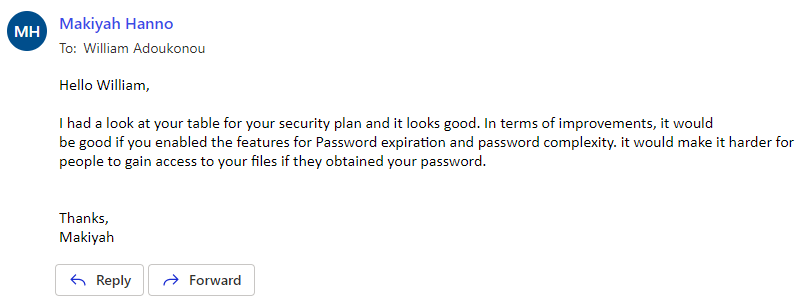 MH
Makiyah Hanno
To: William Adoukonou
Hello William,
I had a look at your table for your security plan and it looks good. In terms of improvements, it would
be good if you enabled the features for Password expiration and password complexity. it would make it harder for
people to gain access to your files if they obtained your password.
Thanks,
Makiyah
Reply Forward